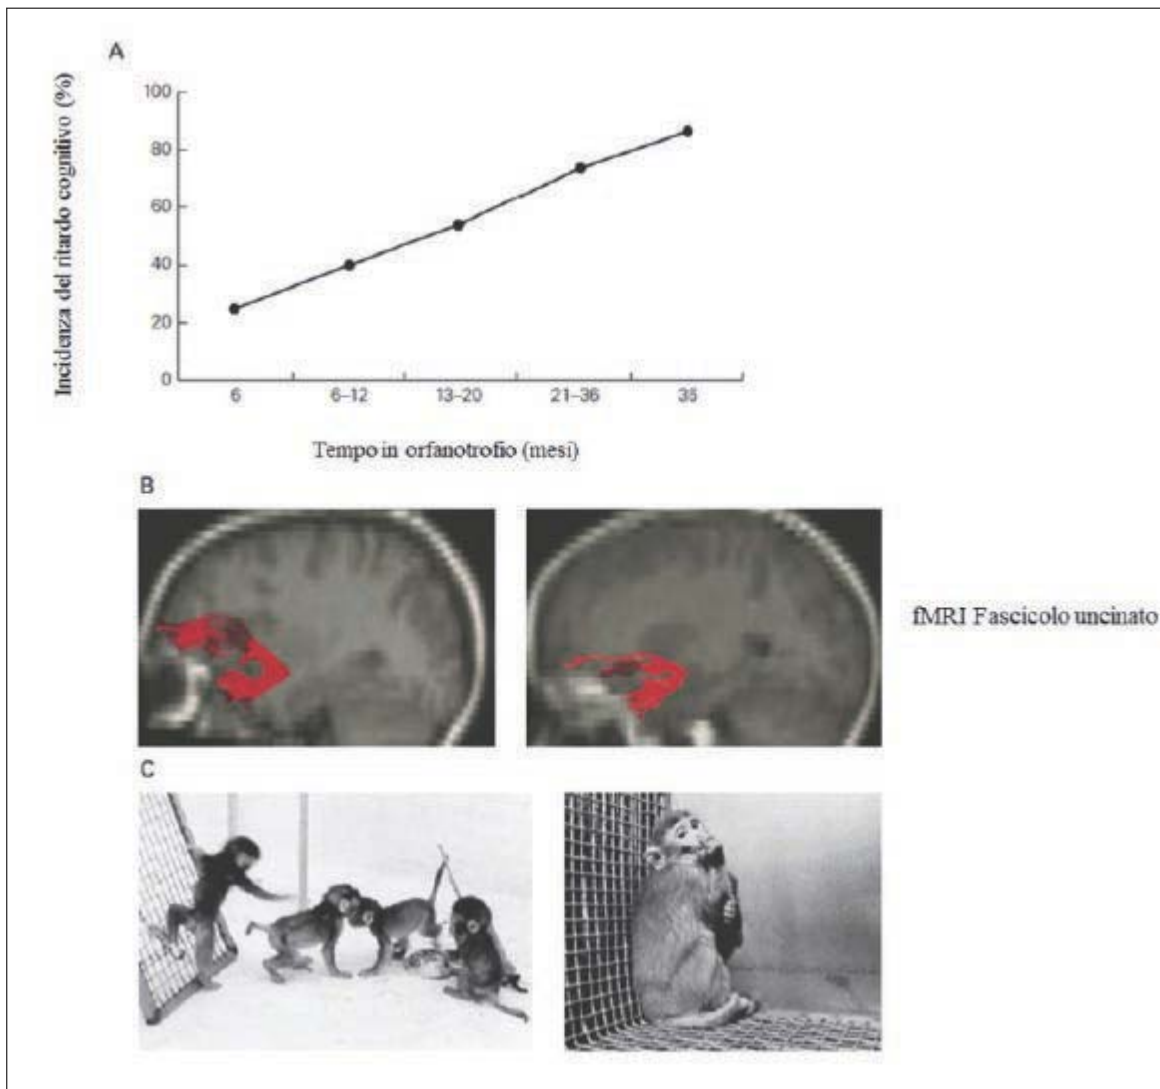 A
Incidenza del ritardo cognitivo (%)
100
80
60
40
20
0
6
6–12
13–20
21–36
35
Tempo in orfanotrofio (mesi)
B
fMRI Fascicolo uncinato
C